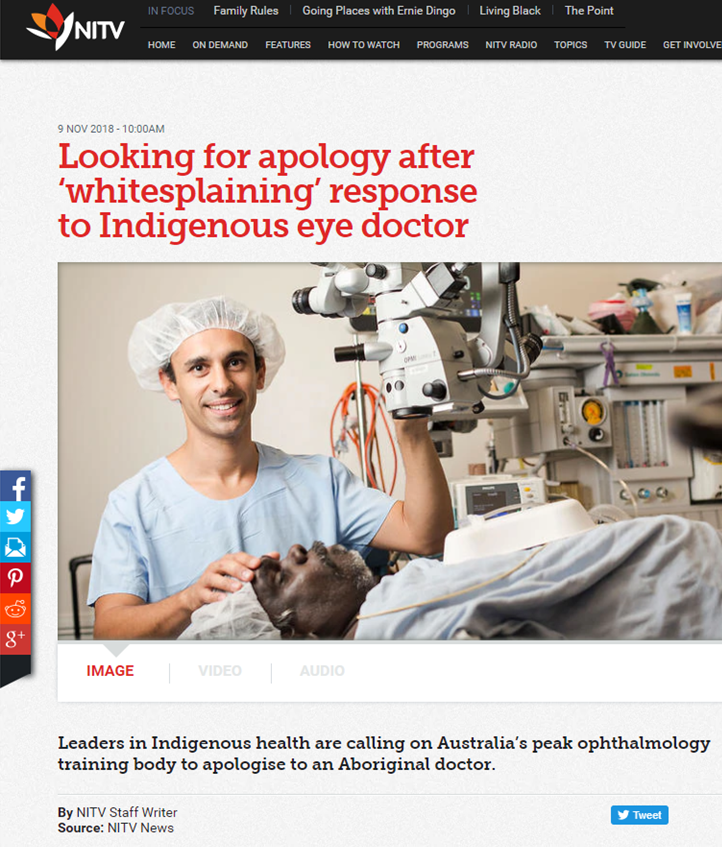 NITV
IN FOCUS Family Rules Going Places with Ernie Dingo Living Black The Point
HOME ON DEMAND FEATURES HOW TO WATCH PROGRAMS NITV RADIO TOPICS TV GUIDE GET INVOLVE
9 NOV 2018 - 10:00AM
Looking for apology after
‘whitesplaining’ response
to Indigenous eye doctor
IMAGE VIDEO AUDIO
Leaders in Indigenous health are calling on Australia’s peak ophthalmology
training body to apologise to an Aboriginal doctor.
By NITV Staff Writer
Source: NITV News
Tweet